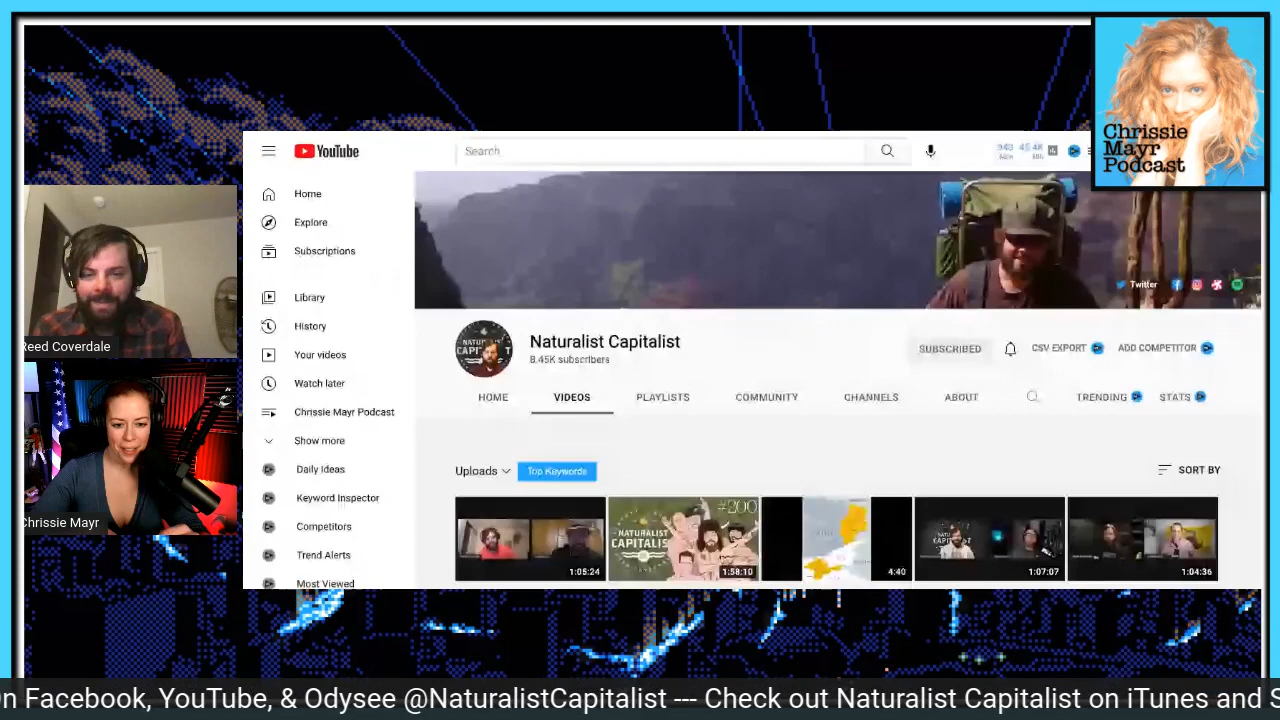 Chrissie
Mayr
Podcast
YouTube
Search
Home
Explore
Subscriptions
Library
History
Your videos
Watch later
Chrissie Mayr Podcast
Show more
Daily Ideas
Keyword Inspector
Competitors
Trend Alerts
Most Viewed
Twitter
Naturalist Capitalist
8.45K subscribers
SUBSCRIBED
CSV EXPORT
ADD COMPETITOR
HOME
VIDEOS
PLAYLISTS
COMMUNITY
CHANNELS
ABOUT
TRENDING
STATS
Uploads
Top Keywords
SORT BY
1:05:24
#200
NATURALIST
CAPITALIST
1:58:10
4:40
1:07:07
1:04:36
Reed Coverdale
Chrissie Mayr
On Facebook, YouTube, & Odysee @NaturalistCapitalist --- Check out Naturalist Capitalist on iTunes and S